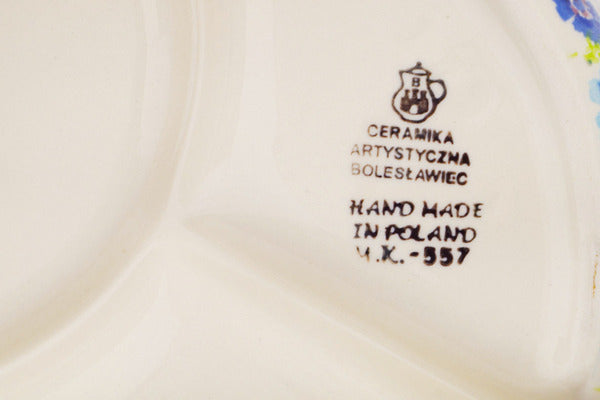 B
CERAMIKA
ARTYSTYCZNA
BOLESŁAWIEC
HAND MADE
IN POLAND
И.К.-557